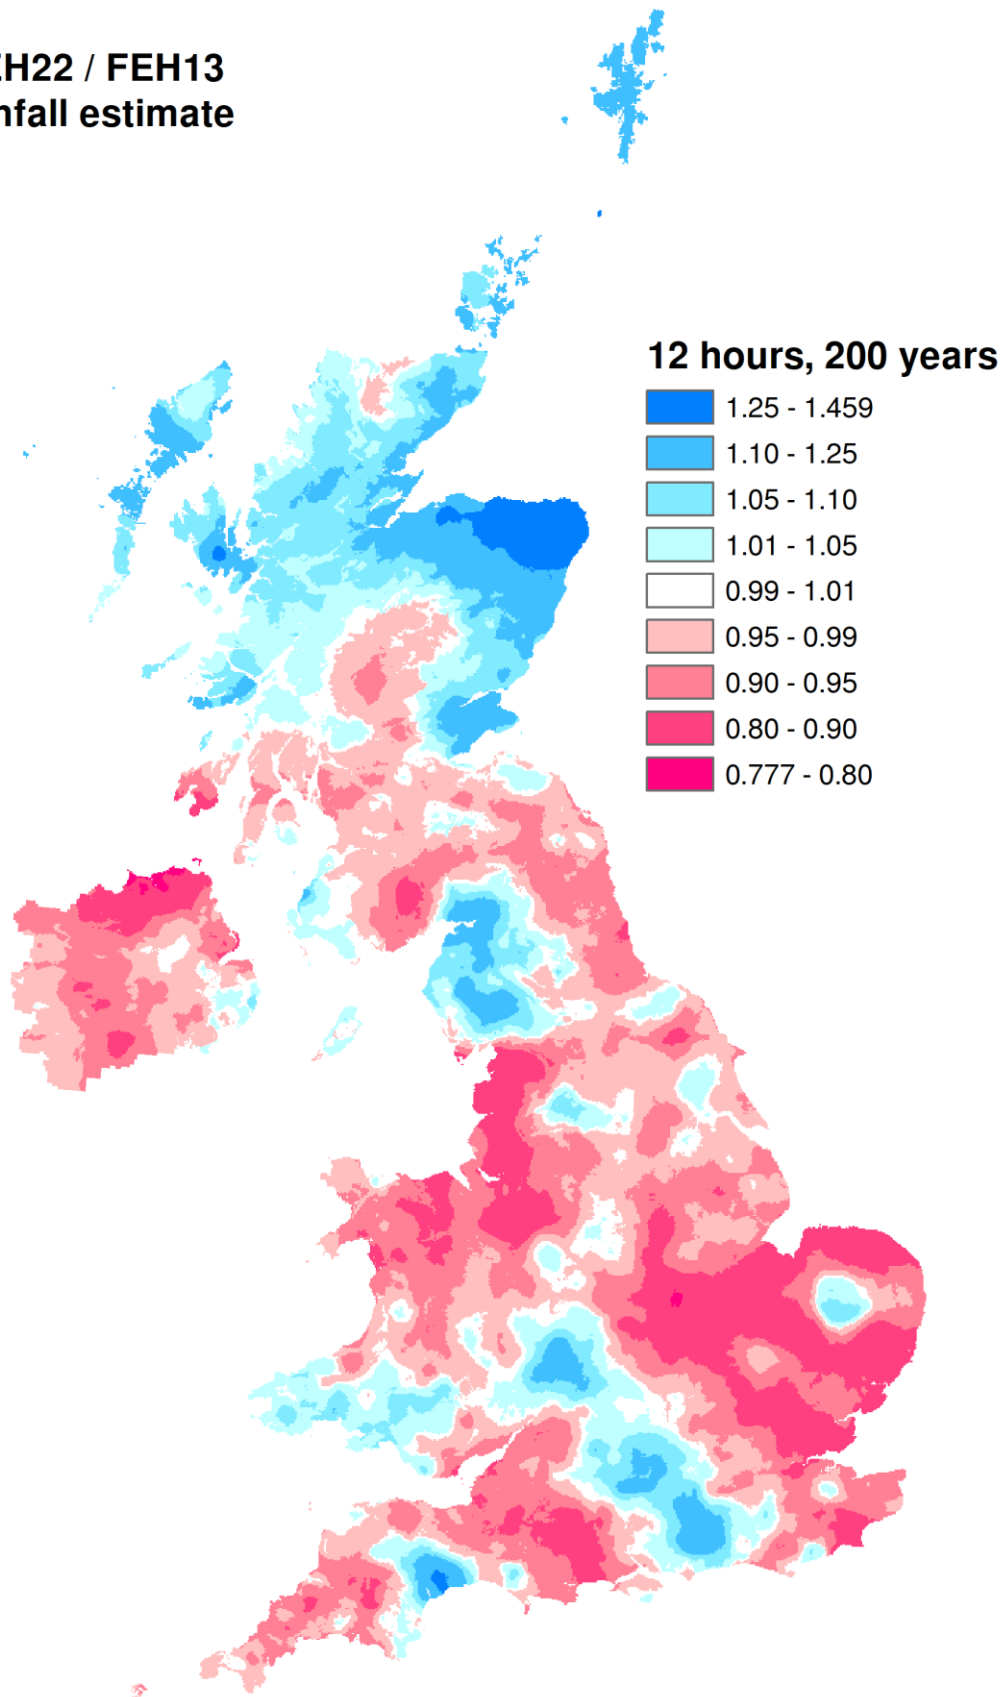 EH22 / FEH13
nfall estimate
12 hours, 200 years
1.25 - 1.459
1.10 - 1.25
1.05 - 1.10
1.01 - 1.05
0.99 - 1.01
0.95 - 0.99
0.90 - 0.95
0.80 - 0.90
0.777 - 0.80